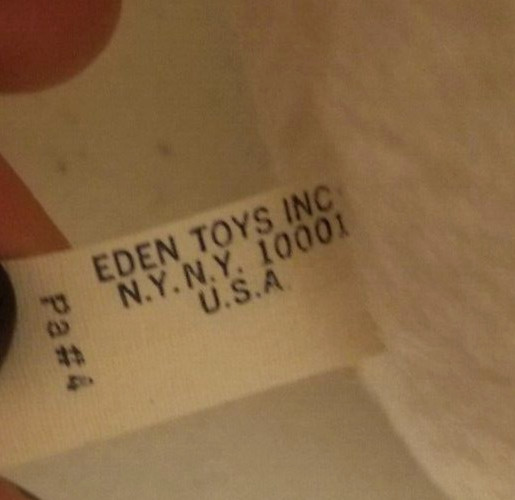 EDEN TOYS INC.
N.Y.N.Y. 10001
U.S.A.
Pa#4